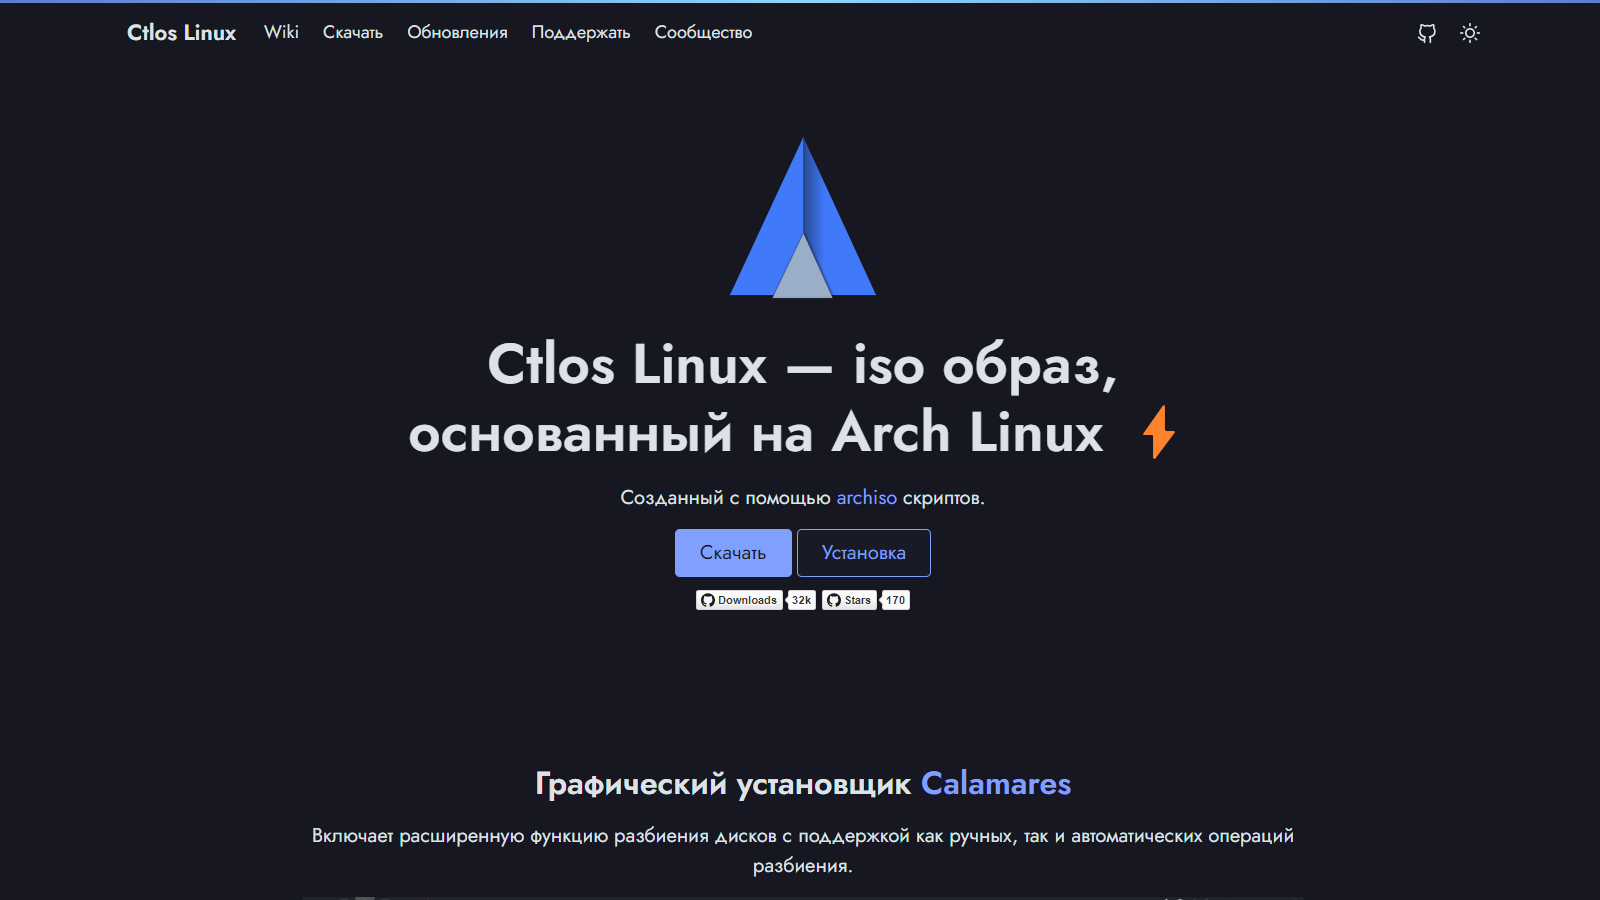 Ctlos Linux Wiki Скачать Обновления Поддержать Сообщество
Ctlos Linux — iso образ,
основанный на Arch Linux
Созданный с помощью archiso скриптов.
Скачать Установка
Downloads 32k Stars 170
Графический установщик Calamares
Включает расширенную функцию разбиения дисков с поддержкой как ручных, так и автоматических операций
разбиения.